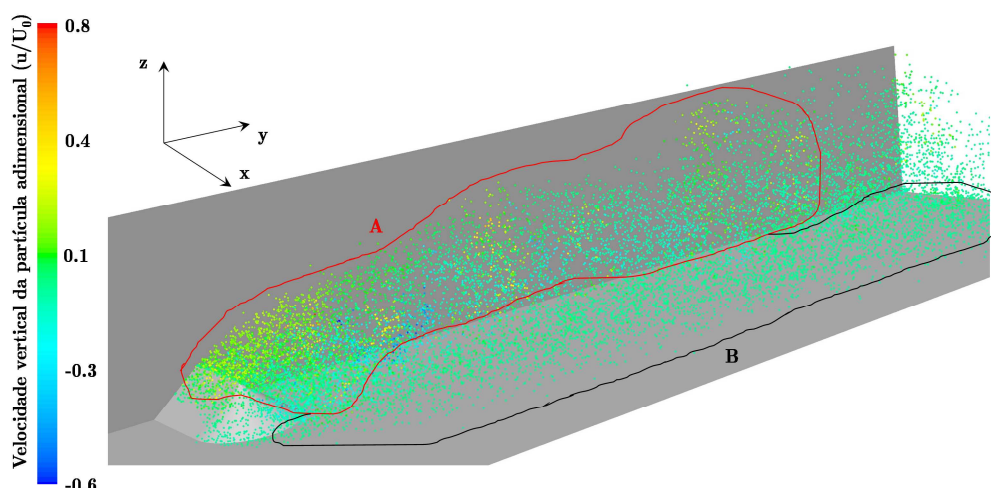 Velocidade vertical da partícula adimensional (u/U₀)
0.8
0.4
0.1
-0.3
-0.6
z
y
x
A
B